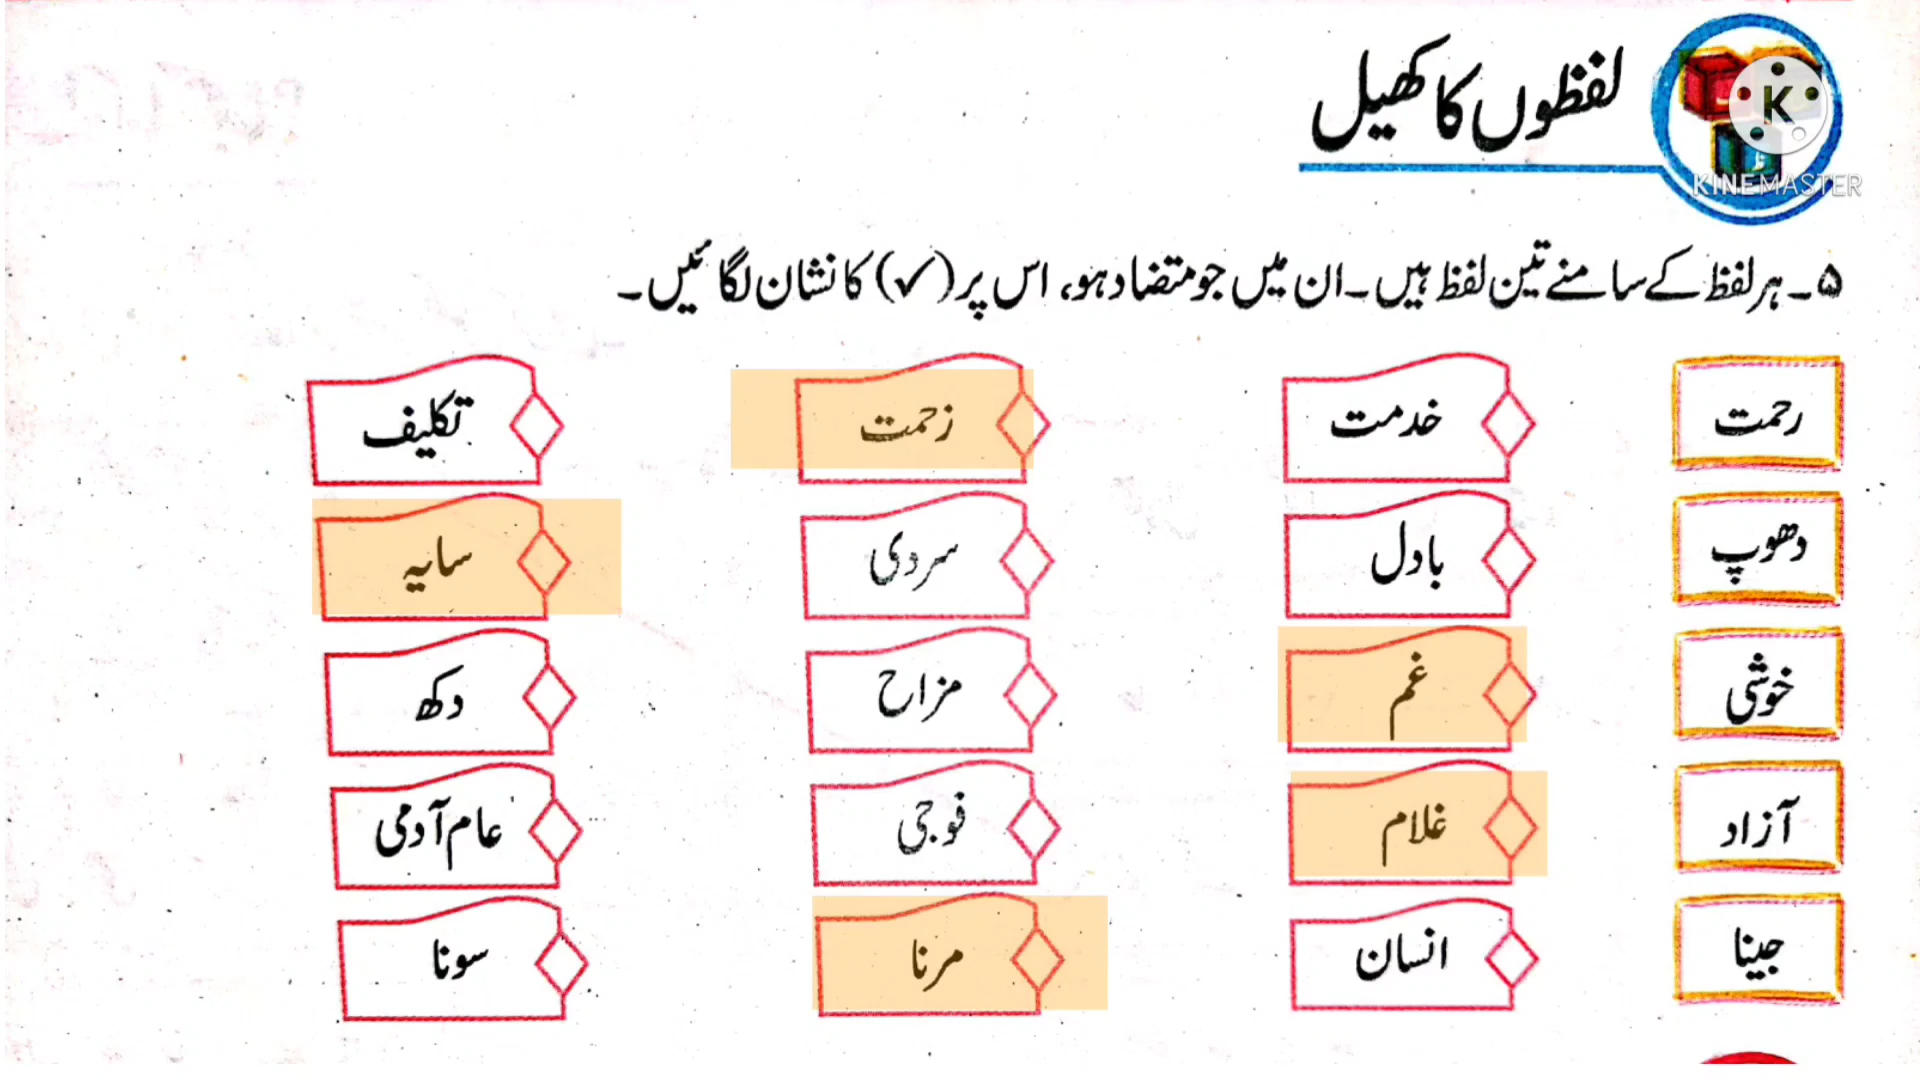 لفظوں کا کھیل
KINEMASTER
۵۔ ہر لفظ کے سامنے تین لفظ ہیں۔ ان میں جو متضاد ہو، اس پر (✓) کا نشان لگائیں۔
رحمت خدمت زحمت تکلیف
دھوپ بادل سردی سایہ
خوشی غم مزاح دکھ
آزاد غلام فوجی عام آدمی
جینا انسان مرنا سونا